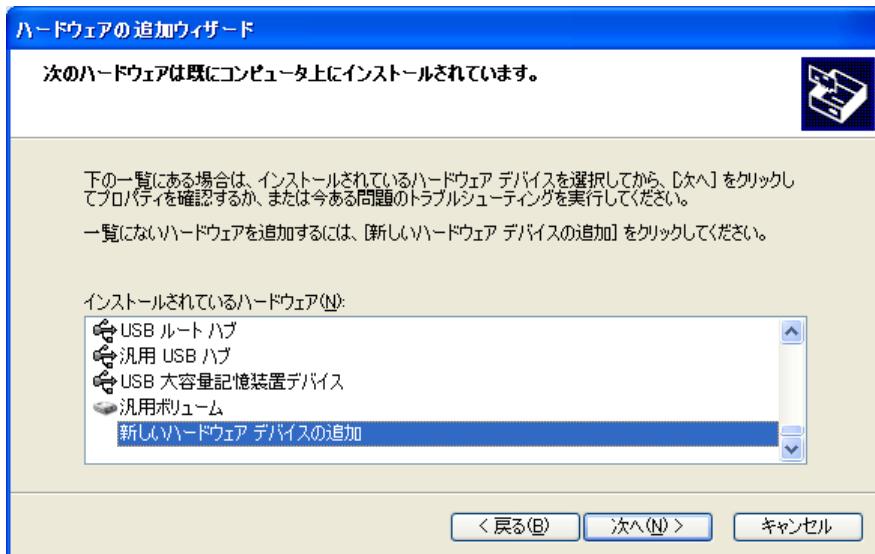 ハードウェアの追加ウィザード
次のハードウェアは既にコンピュータ上にインストールされています。
下の一覧にある場合は、インストールされているハードウェア デバイスを選択してから、[次へ] をクリックし
てプロパティを確認するか、または今ある問題のトラブルシューティングを実行してください。
一覧にないハードウェアを追加するには、[新しいハードウェア デバイスの追加] をクリックしてください。
インストールされているハードウェア(N):
USB ルート ハブ
汎用 USB ハブ
USB 大容量記憶装置デバイス
汎用ボリューム
新しいハードウェア デバイスの追加
< 戻る(B) 次へ(N) > キャンセル